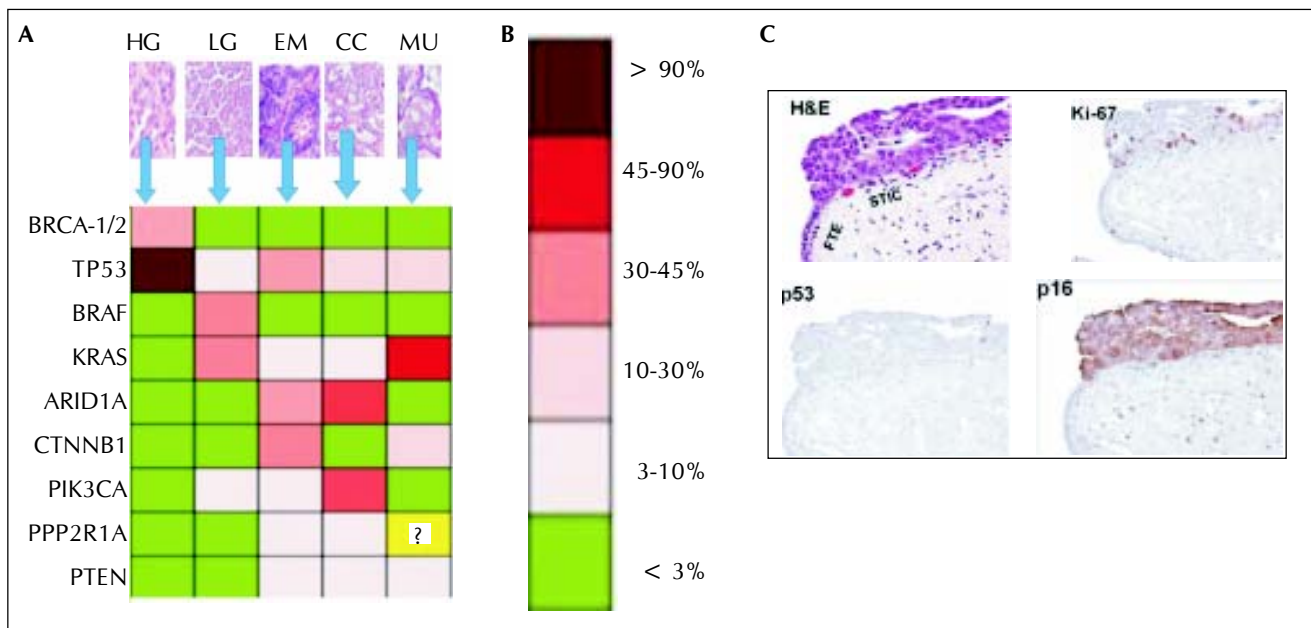 A
HG LG EM CC MU
BRCA-1/2
TP53
BRAF
KRAS
ARID1A
CTNNB1
PIK3CA
PPP2R1A ?
PTEN
B
> 90%
45-90%
30-45%
10-30%
3-10%
< 3%
C
H&E
STIC
FTE
Ki-67
p53
p16